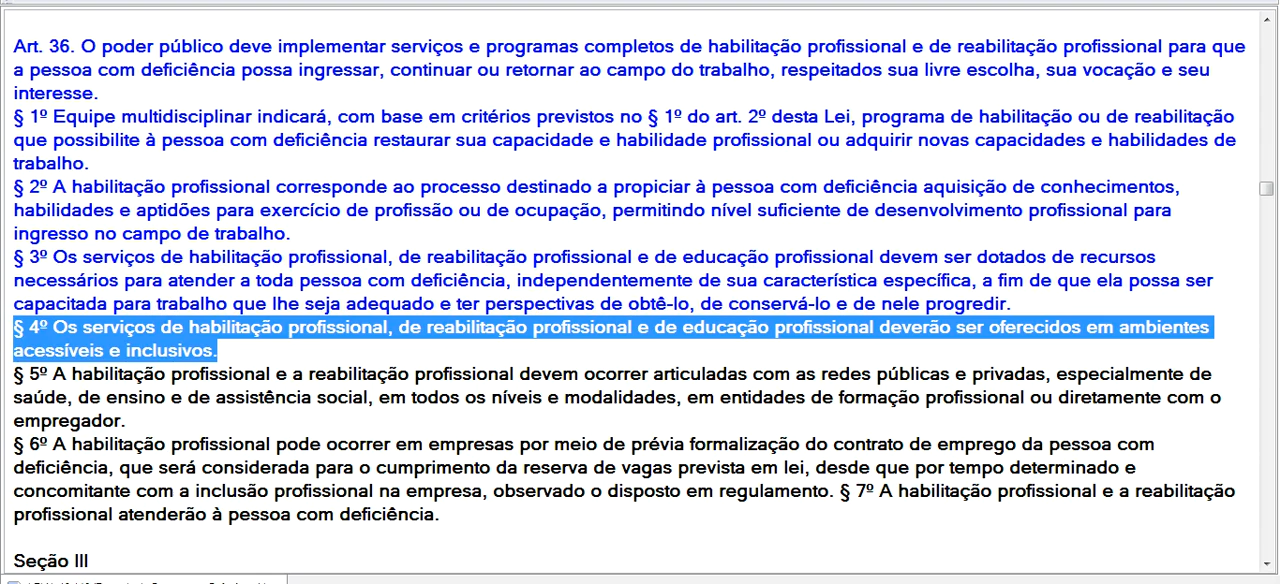 Art. 36. O poder público deve implementar serviços e programas completos de habilitação profissional e de reabilitação profissional para que
a pessoa com deficiência possa ingressar, continuar ou retornar ao campo do trabalho, respeitados sua livre escolha, sua vocação e seu
interesse.
§ 1º Equipe multidisciplinar indicará, com base em critérios previstos no § 1º do art. 2º desta Lei, programa de habilitação ou de reabilitação
que possibilite à pessoa com deficiência restaurar sua capacidade e habilidade profissional ou adquirir novas capacidades e habilidades de
trabalho.
§ 2º A habilitação profissional corresponde ao processo destinado a propiciar à pessoa com deficiência aquisição de conhecimentos,
habilidades e aptidões para exercício de profissão ou de ocupação, permitindo nível suficiente de desenvolvimento profissional para
ingresso no campo de trabalho.
§ 3º Os serviços de habilitação profissional, de reabilitação profissional e de educação profissional devem ser dotados de recursos
necessários para atender a toda pessoa com deficiência, independentemente de sua característica específica, a fim de que ela possa ser
capacitada para trabalho que lhe seja adequado e ter perspectivas de obtê-lo, de conservá-lo e de nele progredir.
§ 4º Os serviços de habilitação profissional, de reabilitação profissional e de educação profissional deverão ser oferecidos em ambientes
acessíveis e inclusivos.
§ 5º A habilitação profissional e a reabilitação profissional devem ocorrer articuladas com as redes públicas e privadas, especialmente de
saúde, de ensino e de assistência social, em todos os níveis e modalidades, em entidades de formação profissional ou diretamente com o
empregador.
§ 6º A habilitação profissional pode ocorrer em empresas por meio de prévia formalização do contrato de emprego da pessoa com
deficiência, que será considerada para o cumprimento da reserva de vagas prevista em lei, desde que por tempo determinado e
concomitante com a inclusão profissional na empresa, observado o disposto em regulamento. § 7º A habilitação profissional e a reabilitação
profissional atenderão à pessoa com deficiência.
Seção III